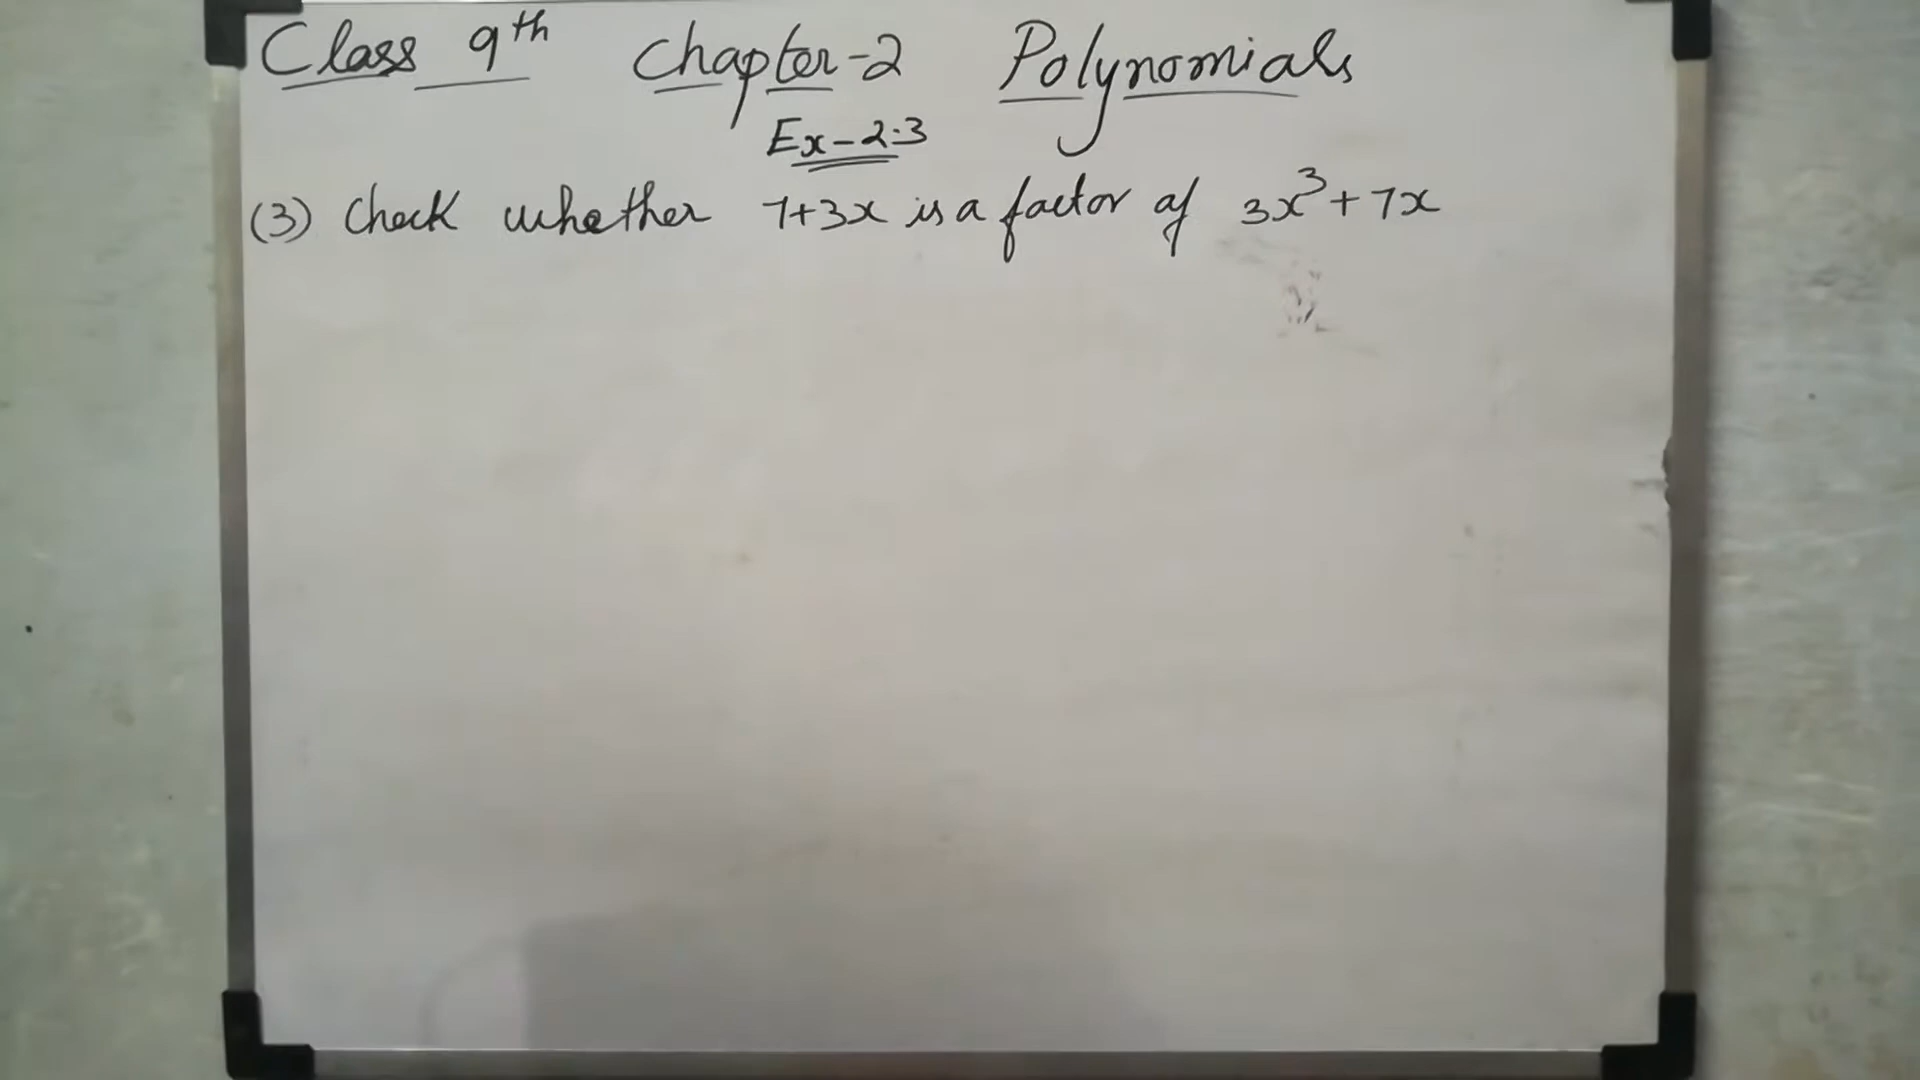 Class 9th Chapter-2 Polynomials
Ex-2.3
(3) Check whether 7+3x is a factor of 3x³+7x